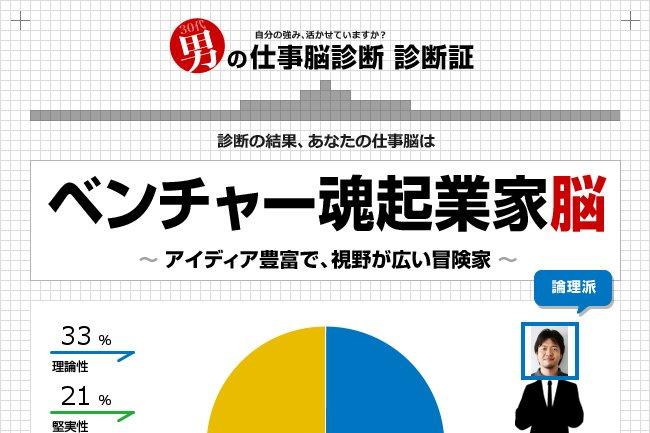 自分の強み、活かせていますか？
30代
男の仕事脳診断 診断証
診断の結果、あなたの仕事脳は
ベンチャー魂起業家脳
～ アイディア豊富で、視野が広い冒険家 ～
論理派
33 %
理論性
21 %
堅実性